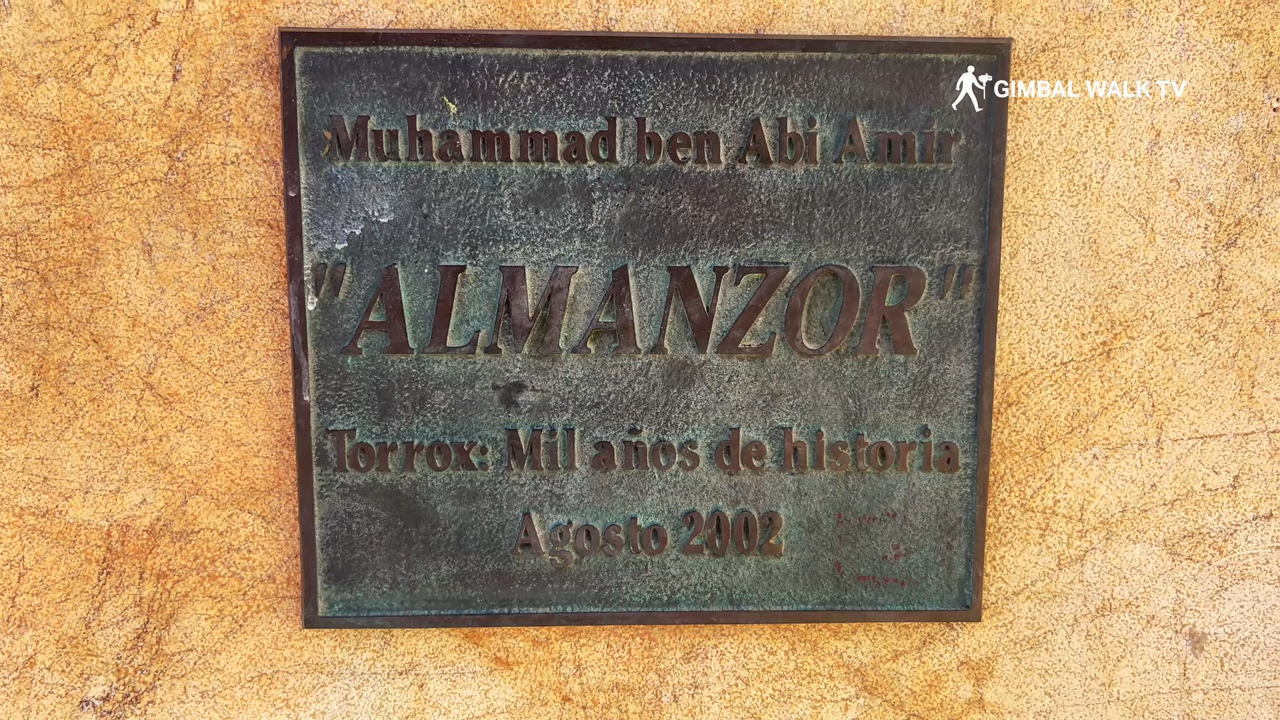 GIMBAL WALK TV
Muhammad ben Abi Amir
"ALMANZOR"
Torrox: Mil años de historia
Agosto 2002